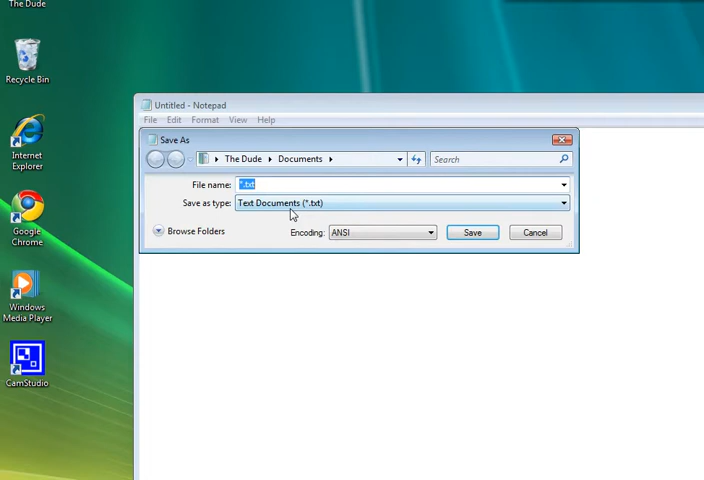 The Dude
Recycle Bin
Internet
Explorer
Google
Chrome
Windows
Media Player
CamStudio
Untitled - Notepad
File Edit Format View Help
Save As
The Dude Documents Search
File name: *.txt
Save as type: Text Documents (*.txt)
Browse Folders Encoding: ANSI Save Cancel